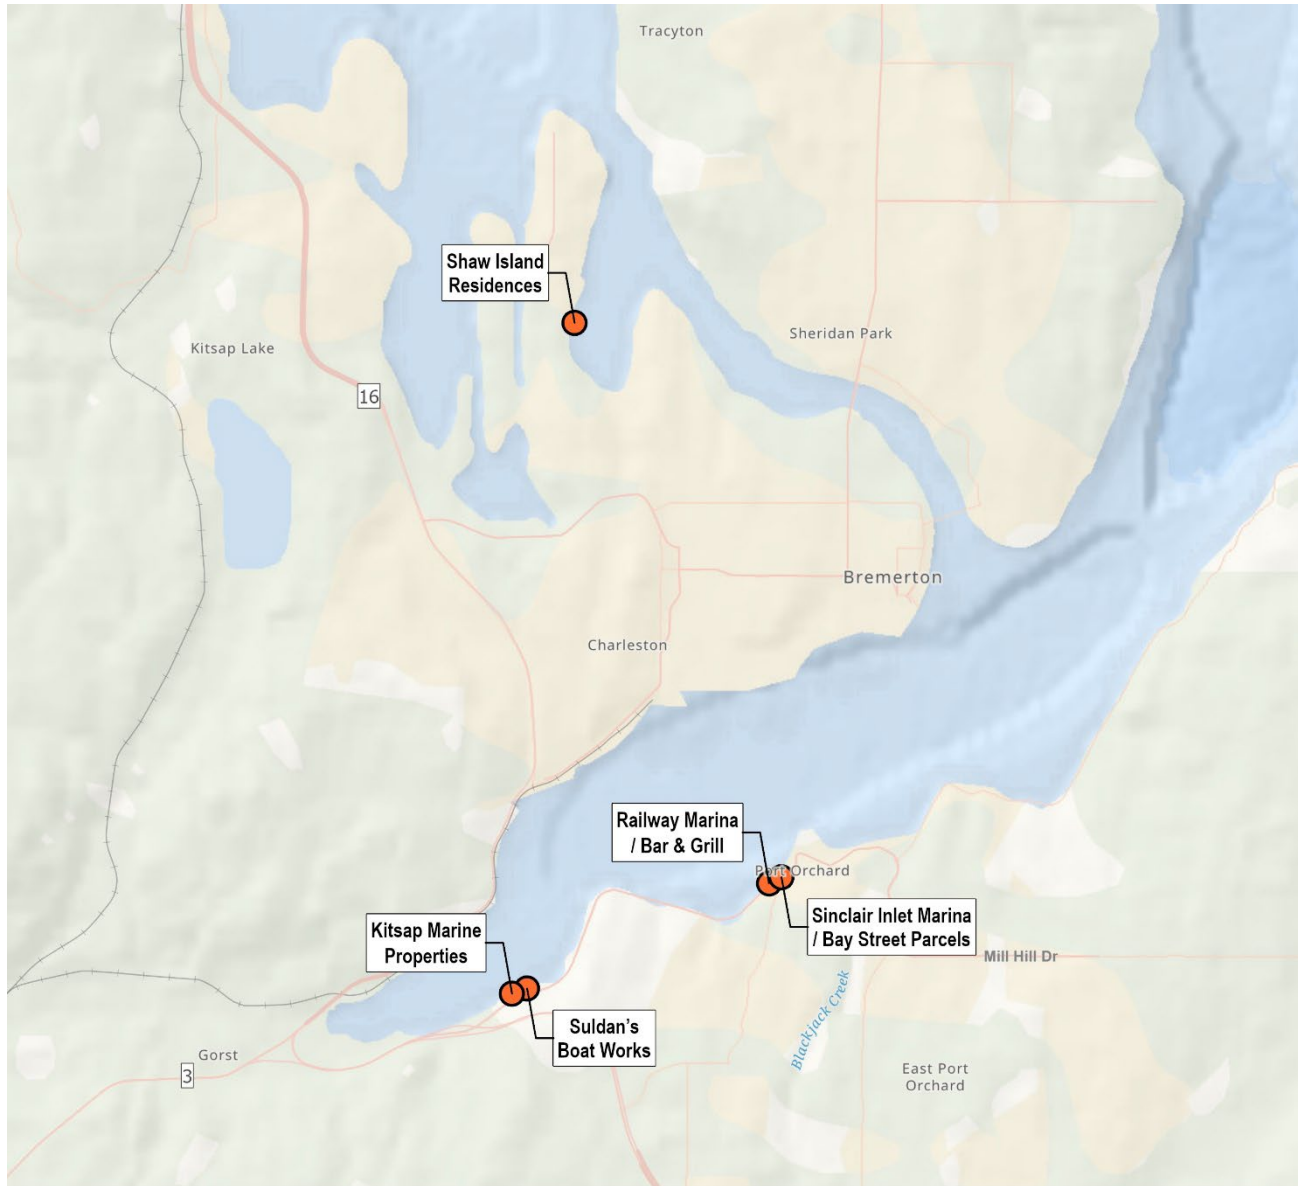 Tracyton
Shaw Island
Residences
Sheridan Park
Kitsap Lake
16
Bremerton
Charleston
Railway Marina
/ Bar & Grill
Port Orchard
Sinclair Inlet Marina
/ Bay Street Parcels
Kitsap Marine
Properties
Mill Hill Dr
Blackjack Creek
Suldan's
Boat Works
Gorst
3
East Port
Orchard